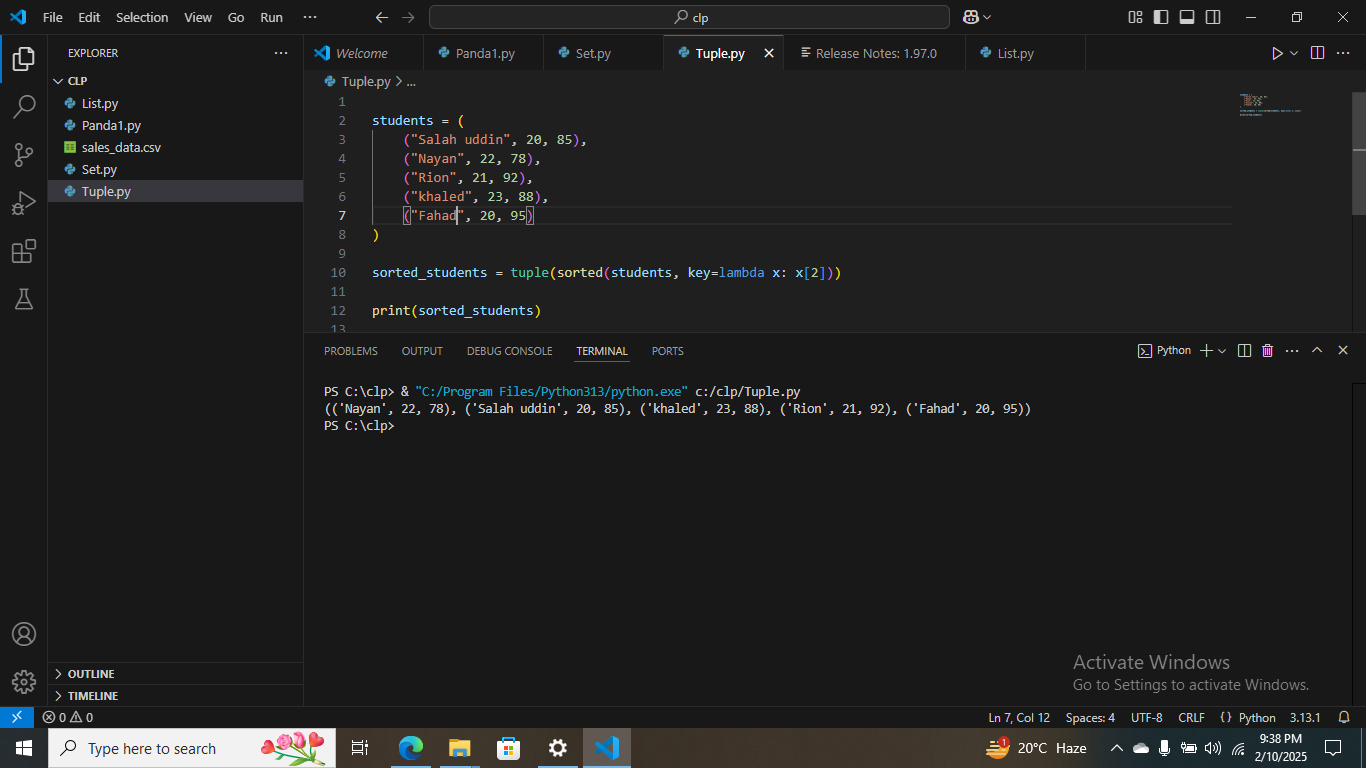 File Edit Selection View Go Run ··· clp
EXPLORER ···
CLP
List.py
Panda1.py
sales_data.csv
Set.py
Tuple.py
OUTLINE
TIMELINE
Welcome Panda1.py Set.py Tuple.py Release Notes: 1.97.0 List.py
Tuple.py > ...
1
2 students = (
3 ("Salah uddin", 20, 85),
4 ("Nayan", 22, 78),
5 ("Rion", 21, 92),
6 ("khaled", 23, 88),
7 ("Fahad", 20, 95)
8 )
9
10 sorted_students = tuple(sorted(students, key=lambda x: x[2]))
11
12 print(sorted_students)
13
PROBLEMS OUTPUT DEBUG CONSOLE TERMINAL PORTS Python
PS C:\clp> & "C:/Program Files/Python313/python.exe" c:/clp/Tuple.py
(('Nayan', 22, 78), ('Salah uddin', 20, 85), ('khaled', 23, 88), ('Rion', 21, 92), ('Fahad', 20, 95))
PS C:\clp>
Activate Windows
Go to Settings to activate Windows.
0 0 Ln 7, Col 12 Spaces: 4 UTF-8 CRLF {} Python 3.13.1
Type here to search 1 20°C Haze 9:38 PM
2/10/2025